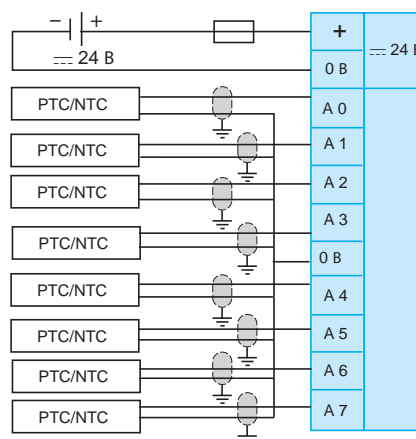 − + +
⎓ 24 В ⎓ 24 В
0 В
PTC/NTC A 0
PTC/NTC A 1
PTC/NTC A 2
A 3
PTC/NTC
0 В
PTC/NTC A 4
PTC/NTC A 5
PTC/NTC A 6
PTC/NTC A 7